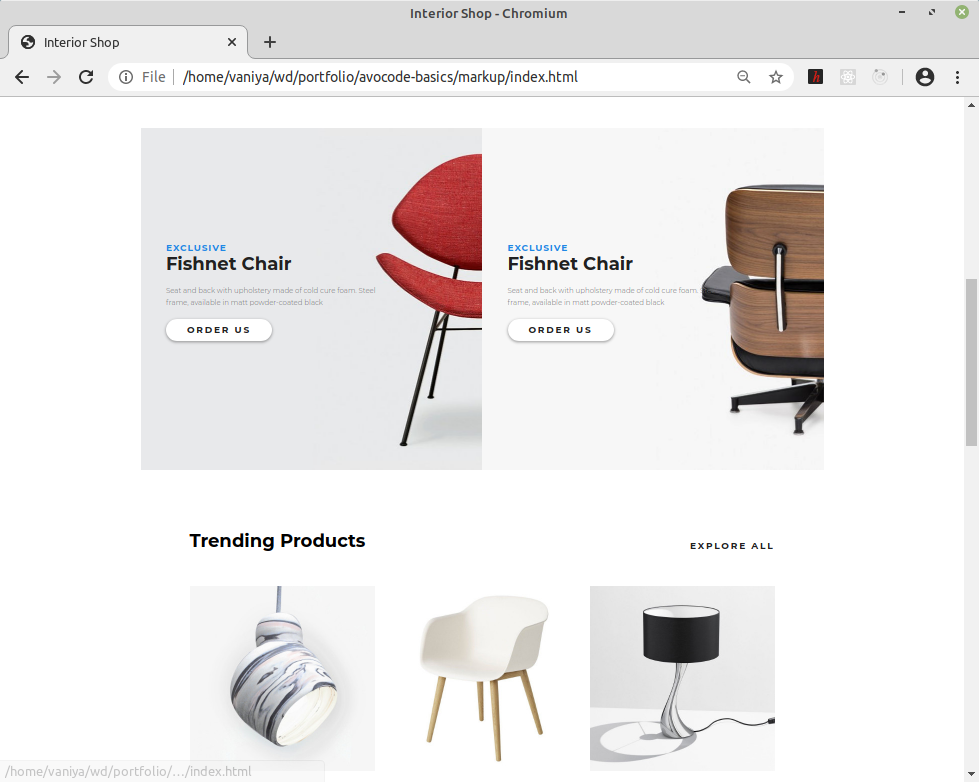 Interior Shop - Chromium
Interior Shop
File /home/vaniya/wd/portfolio/avocode-basics/markup/index.html
h
EXCLUSIVE
Fishnet Chair
Seat and back with upholstery made of cold cure foam. Steel
frame, available in matt powder-coated black
ORDER US
EXCLUSIVE
Fishnet Chair
Seat and back with upholstery made of cold cure foam. Steel
frame, available in matt powder-coated black
ORDER US
Trending Products
EXPLORE ALL
/home/vaniya/wd/portfolio/…/index.html